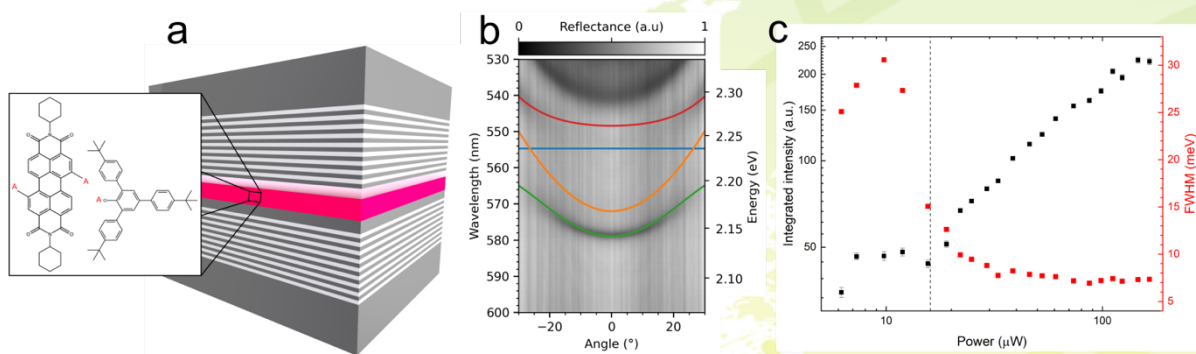 a
N
O
O
A
A
O
O
N
A
O
b
Reflectance (a.u)
0
1
530
540
550
560
570
580
590
600
Wavelength (nm)
2.30
2.25
2.20
2.15
2.10
Energy (eV)
−20
0
20
Angle (°)
c
250
200
150
100
50
Integrated intensity (a.u.)
30
25
20
15
10
5
FWHM (meV)
10
100
Power (μW)